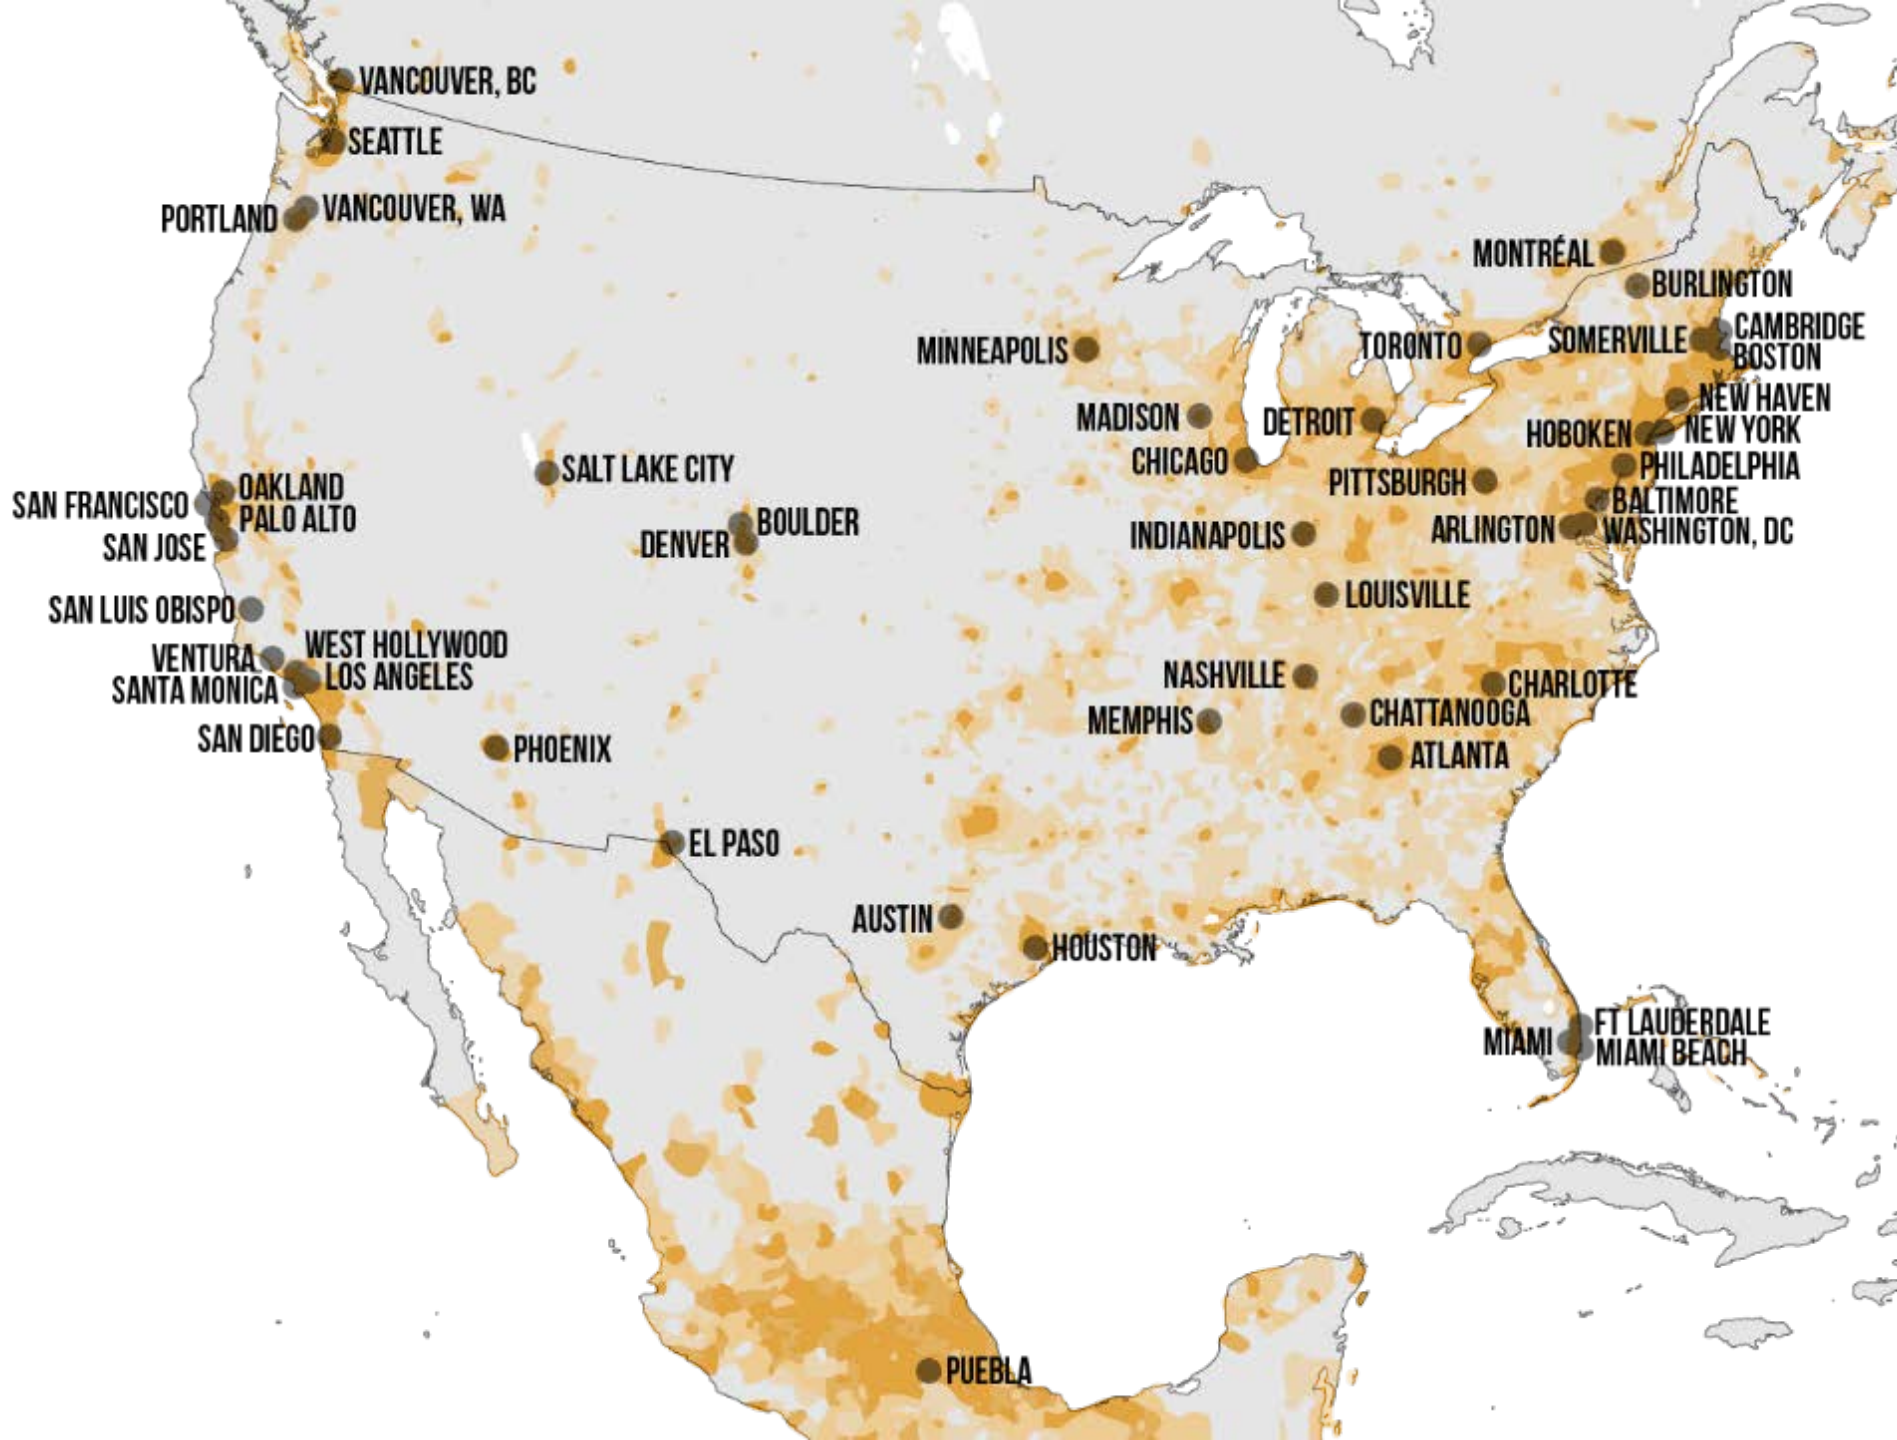 VANCOUVER, BC
SEATTLE
VANCOUVER, WA
PORTLAND
MONTRÉAL
BURLINGTON
MINNEAPOLIS
TORONTO
SOMERVILLE
CAMBRIDGE
BOSTON
MADISON
DETROIT
NEW HAVEN
HOBOKEN
NEW YORK
CHICAGO
PITTSBURGH
PHILADELPHIA
SALT LAKE CITY
OAKLAND
SAN FRANCISCO
PALO ALTO
BOULDER
DENVER
SAN JOSE
INDIANAPOLIS
BALTIMORE
ARLINGTON
WASHINGTON, DC
SAN LUIS OBISPO
LOUISVILLE
WEST HOLLYWOOD
VENTURA
LOS ANGELES
SANTA MONICA
NASHVILLE
CHARLOTTE
MEMPHIS
CHATTANOOGA
SAN DIEGO
PHOENIX
ATLANTA
EL PASO
AUSTIN
HOUSTON
FT LAUDERDALE
MIAMI
MIAMI BEACH
PUEBLA